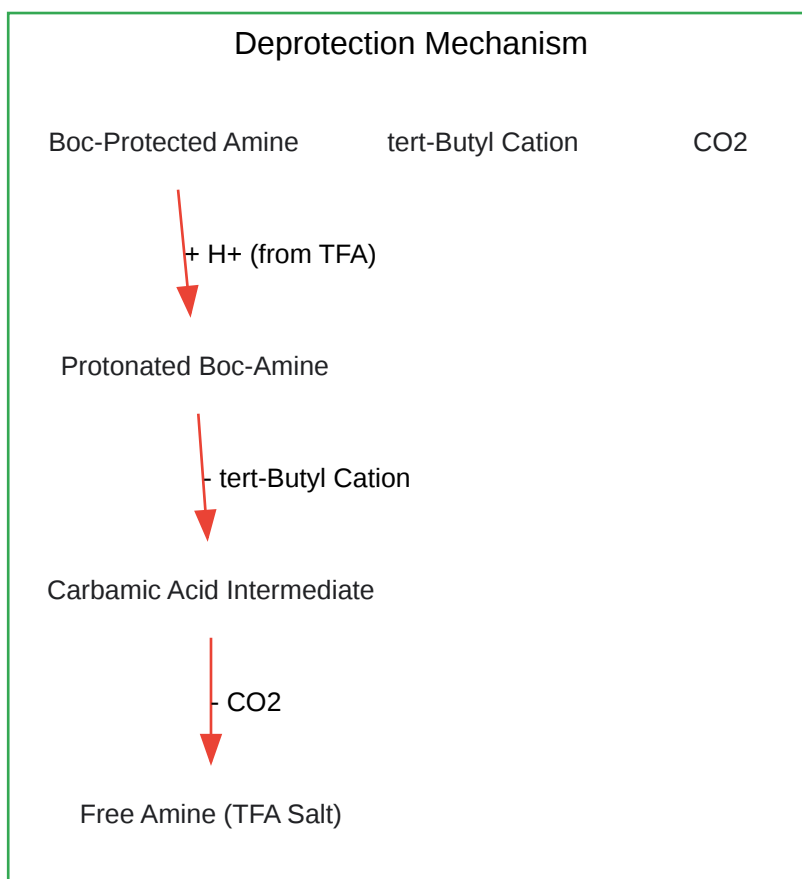 Deprotection Mechanism
Boc-Protected Amine tert-Butyl Cation CO2
+ H+ (from TFA)
Protonated Boc-Amine
- tert-Butyl Cation
Carbamic Acid Intermediate
- CO2
Free Amine (TFA Salt)